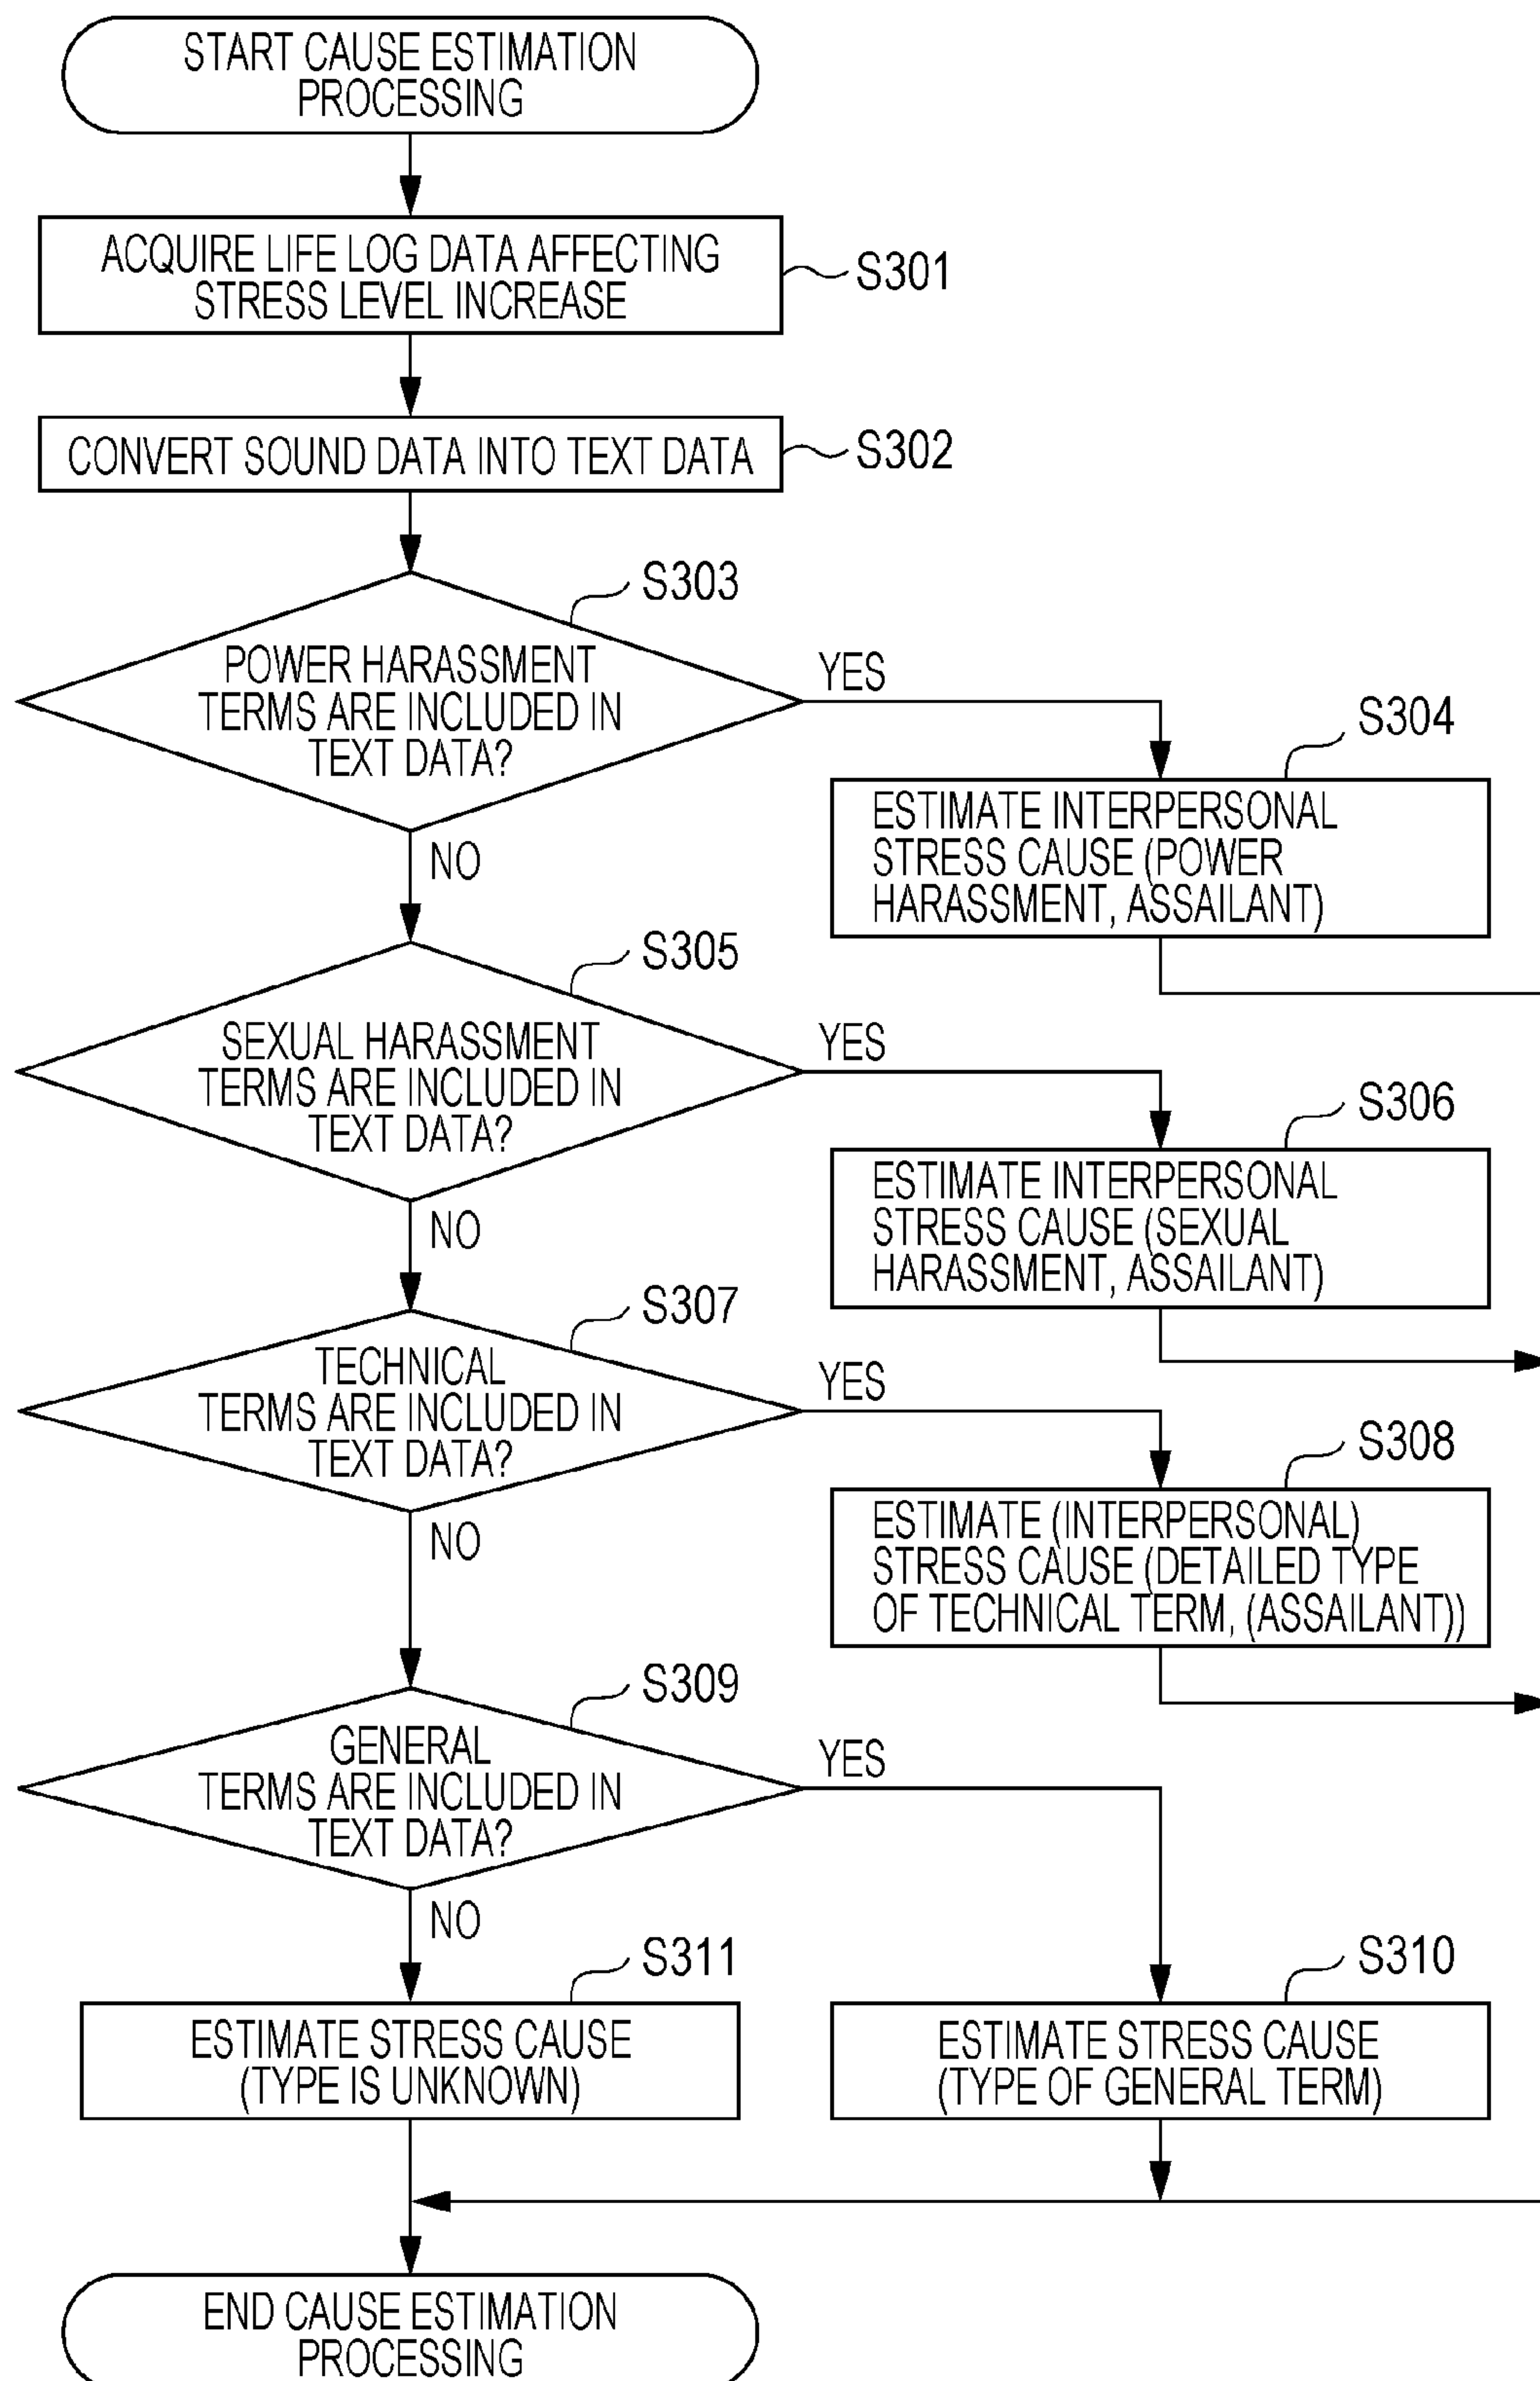 START CAUSE ESTIMATION
PROCESSING
ACQUIRE LIFE LOG DATA AFFECTING
STRESS LEVEL INCREASE
S301
CONVERT SOUND DATA INTO TEXT DATA
S302
S303
POWER HARASSMENT
TERMS ARE INCLUDED IN
TEXT DATA?
YES
NO
S304
ESTIMATE INTERPERSONAL
STRESS CAUSE (POWER
HARASSMENT, ASSAILANT)
S305
SEXUAL HARASSMENT
TERMS ARE INCLUDED IN
TEXT DATA?
YES
NO
S306
ESTIMATE INTERPERSONAL
STRESS CAUSE (SEXUAL
HARASSMENT, ASSAILANT)
S307
TECHNICAL
TERMS ARE INCLUDED IN
TEXT DATA?
YES
NO
S308
ESTIMATE (INTERPERSONAL)
STRESS CAUSE (DETAILED TYPE
OF TECHNICAL TERM, (ASSAILANT))
S309
GENERAL
TERMS ARE INCLUDED IN
TEXT DATA?
YES
NO
S311
ESTIMATE STRESS CAUSE
(TYPE IS UNKNOWN)
S310
ESTIMATE STRESS CAUSE
(TYPE OF GENERAL TERM)
END CAUSE ESTIMATION
PROCESSING